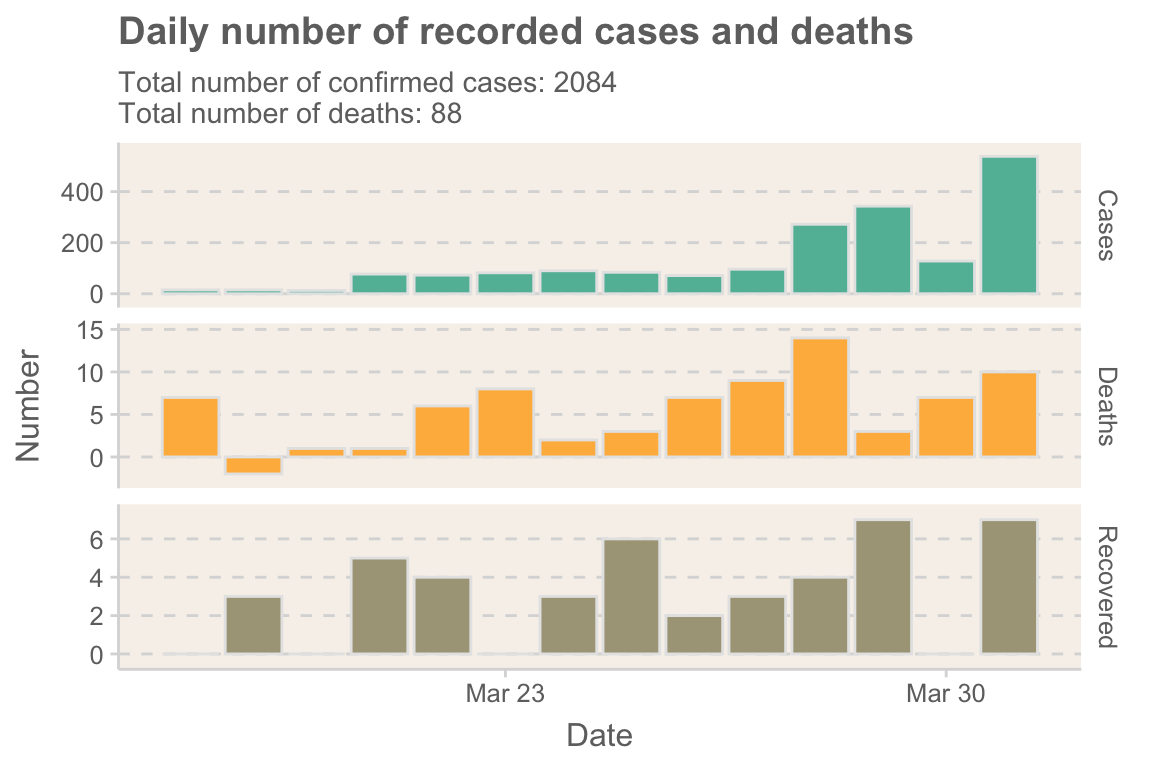 Daily number of recorded cases and deaths
Total number of confirmed cases: 2084
Total number of deaths: 88
400
200
0
Cases
15
10
5
0
Deaths
6
4
2
0
Recovered
Number
Mar 23
Mar 30
Date